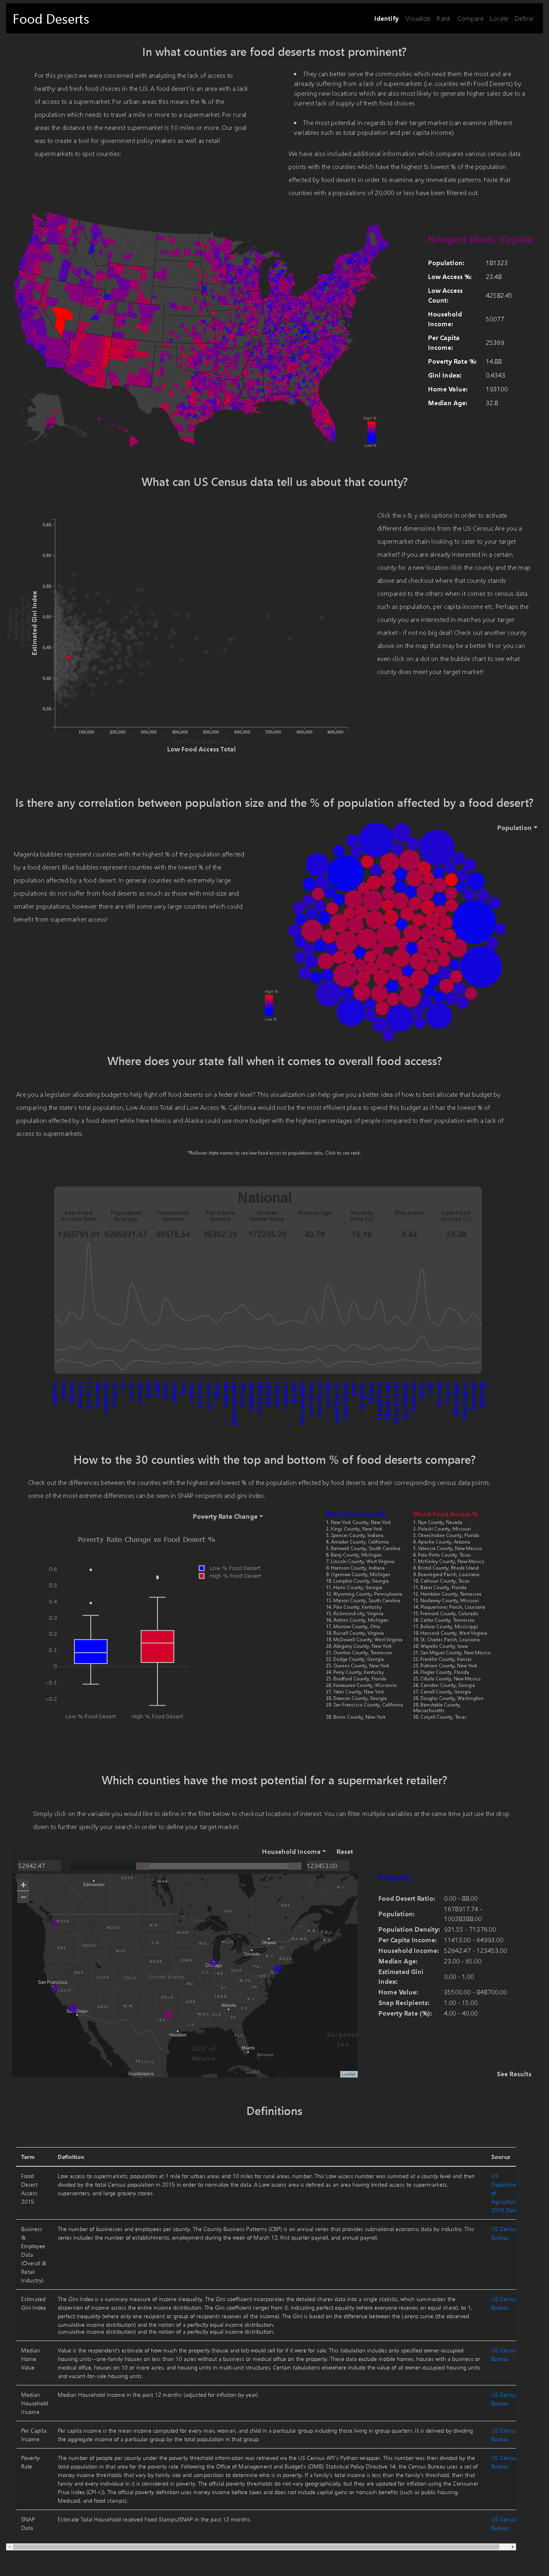 Food Deserts
Identify Visualize Rank Compare Locate Define
In what counties are food deserts most prominent?
For this project we were concerned with analyzing the lack of access to
healthy and fresh food choices in the US. A food desert is an area with a lack
of access to a supermarket. For urban areas this means the % of the
population which needs to travel a mile or more to a supermarket. For rural
areas the distance to the nearest supermarket is 10 miles or more. Our goal
was to create a tool for government policy makers as well as retail
supermarkets to spot counties:
• They can better serve the communities which need them the most and are
already suffering from a lack of supermarkets (i.e. counties with Food Deserts) by
opening new locations which are also most likely to generate higher sales due to a
current lack of supply of fresh food choices
• The most potential in regards to their target market (can examine different
variables such as total population and per capita income)
We have also included additional information which compares various census data
points with the counties which have the highest & lowest % of the population
effected by food deserts in order to examine any immediate patterns. Note that
counties with a populations of 20,000 or less have been filtered out.
Newport News, Virginia
Population: 181323
Low Access %: 23.48
Low Access
Count: 42582.45
Household
Income: 50077
Per Capita
Income: 25369
Poverty Rate %: 14.88
Gini Index: 0.4343
Home Value: 193100
Median Age: 32.8
High %
Low %
What can US Census data tell us about that county?
Click the x & y axis options in order to activate
different dimensions from the US Census Are you a
supermarket chain looking to cater to your target
market? If you are already interested in a certain
county for a new location click the county and the map
above and checkout where that county stands
compared to the others when it comes to census data
such as population, per capita income etc. Perhaps the
county you are interested in matches your target
market - if not no big deal! Check out another county
above on the map that may be a better fit or you can
even click on a dot on the bubble chart to see what
county does meet your target market!
0.65
0.60
0.55
0.50
0.45
0.40
0.35
Estimated Gini Index
100,000 200,000 300,000 400,000 500,000 600,000 700,000 800,000 900,000
Low Food Access Total
Is there any correlation between population size and the % of population affected by a food desert?
Population
Magenta bubbles represent counties with the highest % of the population affected
by a food desert. Blue bubbles represent counties with the lowest % of the
population affected by a food desert. In general counties with extremely large
populations do not suffer from food deserts as much as those with mid-size and
smaller populations, however there are still some very large counties which could
benefit from supermarket access!
High %
Low %
Where does your state fall when it comes to overall food access?
Are you a legislator allocating budget to help fight off food deserts on a federal level? This visualization can help give you a better idea of how to best allocate that budget by
comparing the state's total population, Low Access Total and Low Access %. California would not be the most efficient place to spend that budget as it has the lowest % of
population effected by a food desert while New Mexico and Alaska could use more budget with the highest percentages of people compared to their population with a lack of
access to supermarkets.
*Rollover state names to see low food accer to population ratio. Click to see rank.
National
Low Food
Access Total
Population
Average
Household
Income
Per Capita
Income
Median
Home Value
Median Age
Poverty
Rate (%)
Gini Index
Low Food
Access (%)
1355791.01 6205021.57 59578.54 26382.29 172235.29 40.79 15.16 0.44 23.38
How to the 30 counties with the top and bottom % of food deserts compare?
Check out the differences between the counties with the highest and lowest % of the population effected by food deserts and their corresponding census data points.
some of the most extreme differences can be seen in SNAP recipients and gini index.
Poverty Rate Change
Poverty Rate Change vs Food Desert %
Low % Food Desert
High % Food Desert
0.6
0.5
0.4
0.3
0.2
0.1
0
−0.1
−0.2
Low % Food Desert High % Food Desert
1. New York County, New York
2. Kings County, New York
3. Spencer County, Indiana
4. Amador County, California
5. Barnwell County, South Carolina
6. Barry County, Michigan
7. Lincoln County, West Virginia
8. Harrison County, Indiana
9. Ogemaw County, Michigan
10. Lumpkin County, Georgia
11. Harris County, Georgia
12. Wyoming County, Pennsylvania
13. Marion County, South Carolina
14. Pike County, Kentucky
15. Antrim County, Michigan
16. Richmond city, Virginia
17. Morrow County, Ohio
18. Russell County, Virginia
19. McDowell County, West Virginia
20. Allegany County, New York
21. Overton County, Tennessee
22. Dodge County, Georgia
23. Queens County, New York
24. Perry County, Kentucky
25. Bradford County, Florida
26. Kewaunee County, Wisconsin
27. Yates County, New York
28. Dawson County, Georgia
29. San Francisco County, California
30. Bronx County, New York
Worst Food Access %
1. Nye County, Nevada
2. Pulaski County, Missouri
3. Okeechobee County, Florida
4. Apache County, Arizona
5. Valencia County, New Mexico
6. Palo Pinto County, Texas
7. McKinley County, New Mexico
8. Bristol County, Rhode Island
9. Beauregard Parish, Louisiana
10. Calhoun County, Texas
11. Baker County, Florida
12. Hamblen County, Tennessee
13. Nodaway County, Missouri
14. Plaquemines Parish, Louisiana
15. Fremont County, Colorado
16. Carter County, Tennessee
17. Bolivar County, Mississippi
18. Hancock County, West Virginia
19. St. Charles Parish, Louisiana
20. Wapello County, Iowa
21. San Miguel County, New Mexico
22. Franklin County, Kansas
23. Putnam County, New York
24. Flagler County, Florida
25. Cibola County, New Mexico
26. Camden County, Georgia
27. Carroll County, Georgia
28. Douglas County, Washington
29. Barnstable County,
Massachusetts
30. Coryell County, Texas
Which counties have the most potential for a supermarket retailer?
Simply click on the variable you would like to define in the filter below to checkout locations of interest. You can filter multiple variables at the same time just use the drop
down to further specify your search in order to define your target market.
Household Income Reset
52642.47 123453.00
+
−
Edmonton
San Francisco
San Diego
United States
Chicago
Toronto
Ottawa
Atlanta
Houston
Miami
Gulf of
Mexico
Mexico
Guadalajara
Cuba
Sargasso
Sea
Leaflet
Food Desert Ratio: 0.00 - 88.00
Population: 1678917.74 -
10038388.00
Population Density: 931.55 - 71376.00
Per Capita Income: 11413.00 - 64993.00
Household Income: 52642.47 - 123453.00
Median Age: 23.00 - 65.00
Estimated Gini
Index: 0.00 - 1.00
Home Value: 35500.00 - 848700.00
Snap Recipients: 1.00 - 15.00
Poverty Rate (%): 4.00 - 40.00
See Results
Definitions
Term Definition Source
Food
Desert
Access
2015
Low access to supermarkets, population at 1 mile for urban areas and 10 miles for rural areas, number. This Low access number was summed at a county level and then
divided by the total Census population in 2015 in order to normalize the data. A Low access area is defined as an area having limited access to supermarkets,
supercenters, and large grocery stores.
US
Departme
of
Agricultur
2015 Dat
Business
&
Employee
Data
(Overall &
Retail
Industry)
The number of businesses and employees per county. The County Business Patterns (CBP) is an annual series that provides subnational economic data by industry. This
series includes the number of establishments, employment during the week of March 12, first quarter payroll, and annual payroll.
US Censu
Bureau
Estimated
Gini Index
The Gini Index is a summary measure of income inequality. The Gini coefficient incorporates the detailed shares data into a single statistic, which summarizes the
dispersion of income across the entire income distribution. The Gini coefficient ranges from 0, indicating perfect equality (where everyone receives an equal share), to 1,
perfect inequality (where only one recipient or group of recipients receives all the income). The Gini is based on the difference between the Lorenz curve (the observed
cumulative income distribution) and the notion of a perfectly equal income distribution.
cumulative income distribution) and the notion of a perfectly equal income distribution.
US Censu
Bureau
Median
Home
Value
Value is the respondent's estimate of how much the property (house and lot) would sell for if it were for sale. This tabulation includes only specified owner-occupied
housing units--one-family houses on less than 10 acres without a business or medical office on the property. These data exclude mobile homes, houses with a business or
medical office, houses on 10 or more acres, and housing units in multi-unit structures. Certain tabulations elsewhere include the value of all owner-occupied housing units
and vacant-for-sale housing units.
US Censu
Bureau
Median
Household
Income
Median Household Income in the past 12 months (adjusted for inflation by year)
US Censu
Bureau
Per Capita
Income
Per capita income is the mean income computed for every man, woman, and child in a particular group including those living in group quarters. It is derived by dividing
the aggregate income of a particular group by the total population in that group.
US Censu
Bureau
Poverty
Rate
The number of people per county under the poverty threshold information was retrieved via the US Census API's Python wrapper. This number was then divided by the
total population in that area for the poverty rate. Following the Office of Management and Budget's (OMB) Statistical Policy Directive 14, the Census Bureau uses a set of
money income thresholds that vary by family size and composition to determine who is in poverty. If a family's total income is less than the family's threshold, then that
family and every individual in it is considered in poverty. The official poverty thresholds do not vary geographically, but they are updated for inflation using the Consumer
Price Index (CPI-U). The official poverty definition uses money income before taxes and does not include capital gains or noncash benefits (such as public housing,
Medicaid, and food stamps).
US Censu
Bureau
SNAP
Data
Estimate Total Household received Food Stamps/SNAP in the past 12 months.
US Censu
Bureau